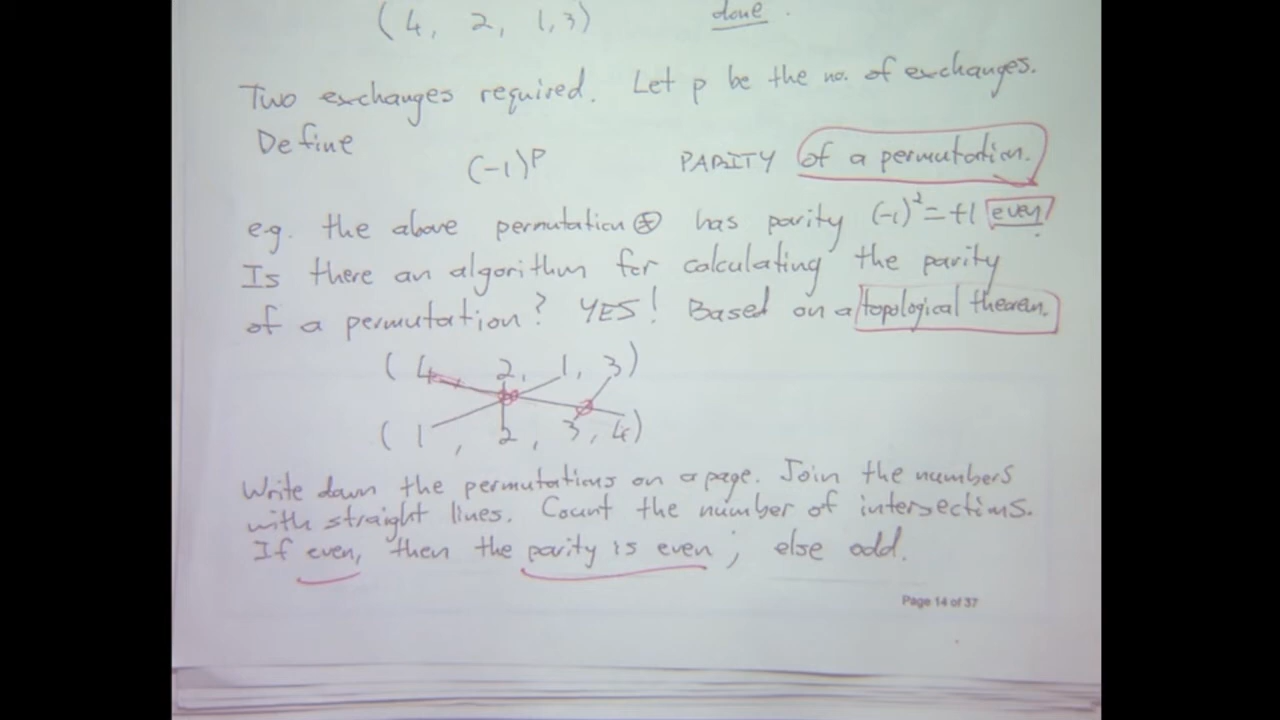 (4, 2, 1, 3) done.
Two exchanges required. Let p be the no. of exchanges.
Define
(-1)^p PARITY of a permutation.
e.g. the above permutation ⊛ has parity (-1)^2 = +1 even
Is there an algorithm for calculating the parity
of a permutation? YES! Based on a topological theorem.
(4 2, 1, 3)
(1, 2, 3, 4)
Write down the permutations on a page. Join the numbers
with straight lines. Count the number of intersections.
If even, then the parity is even; else odd.
Page 14 of 37